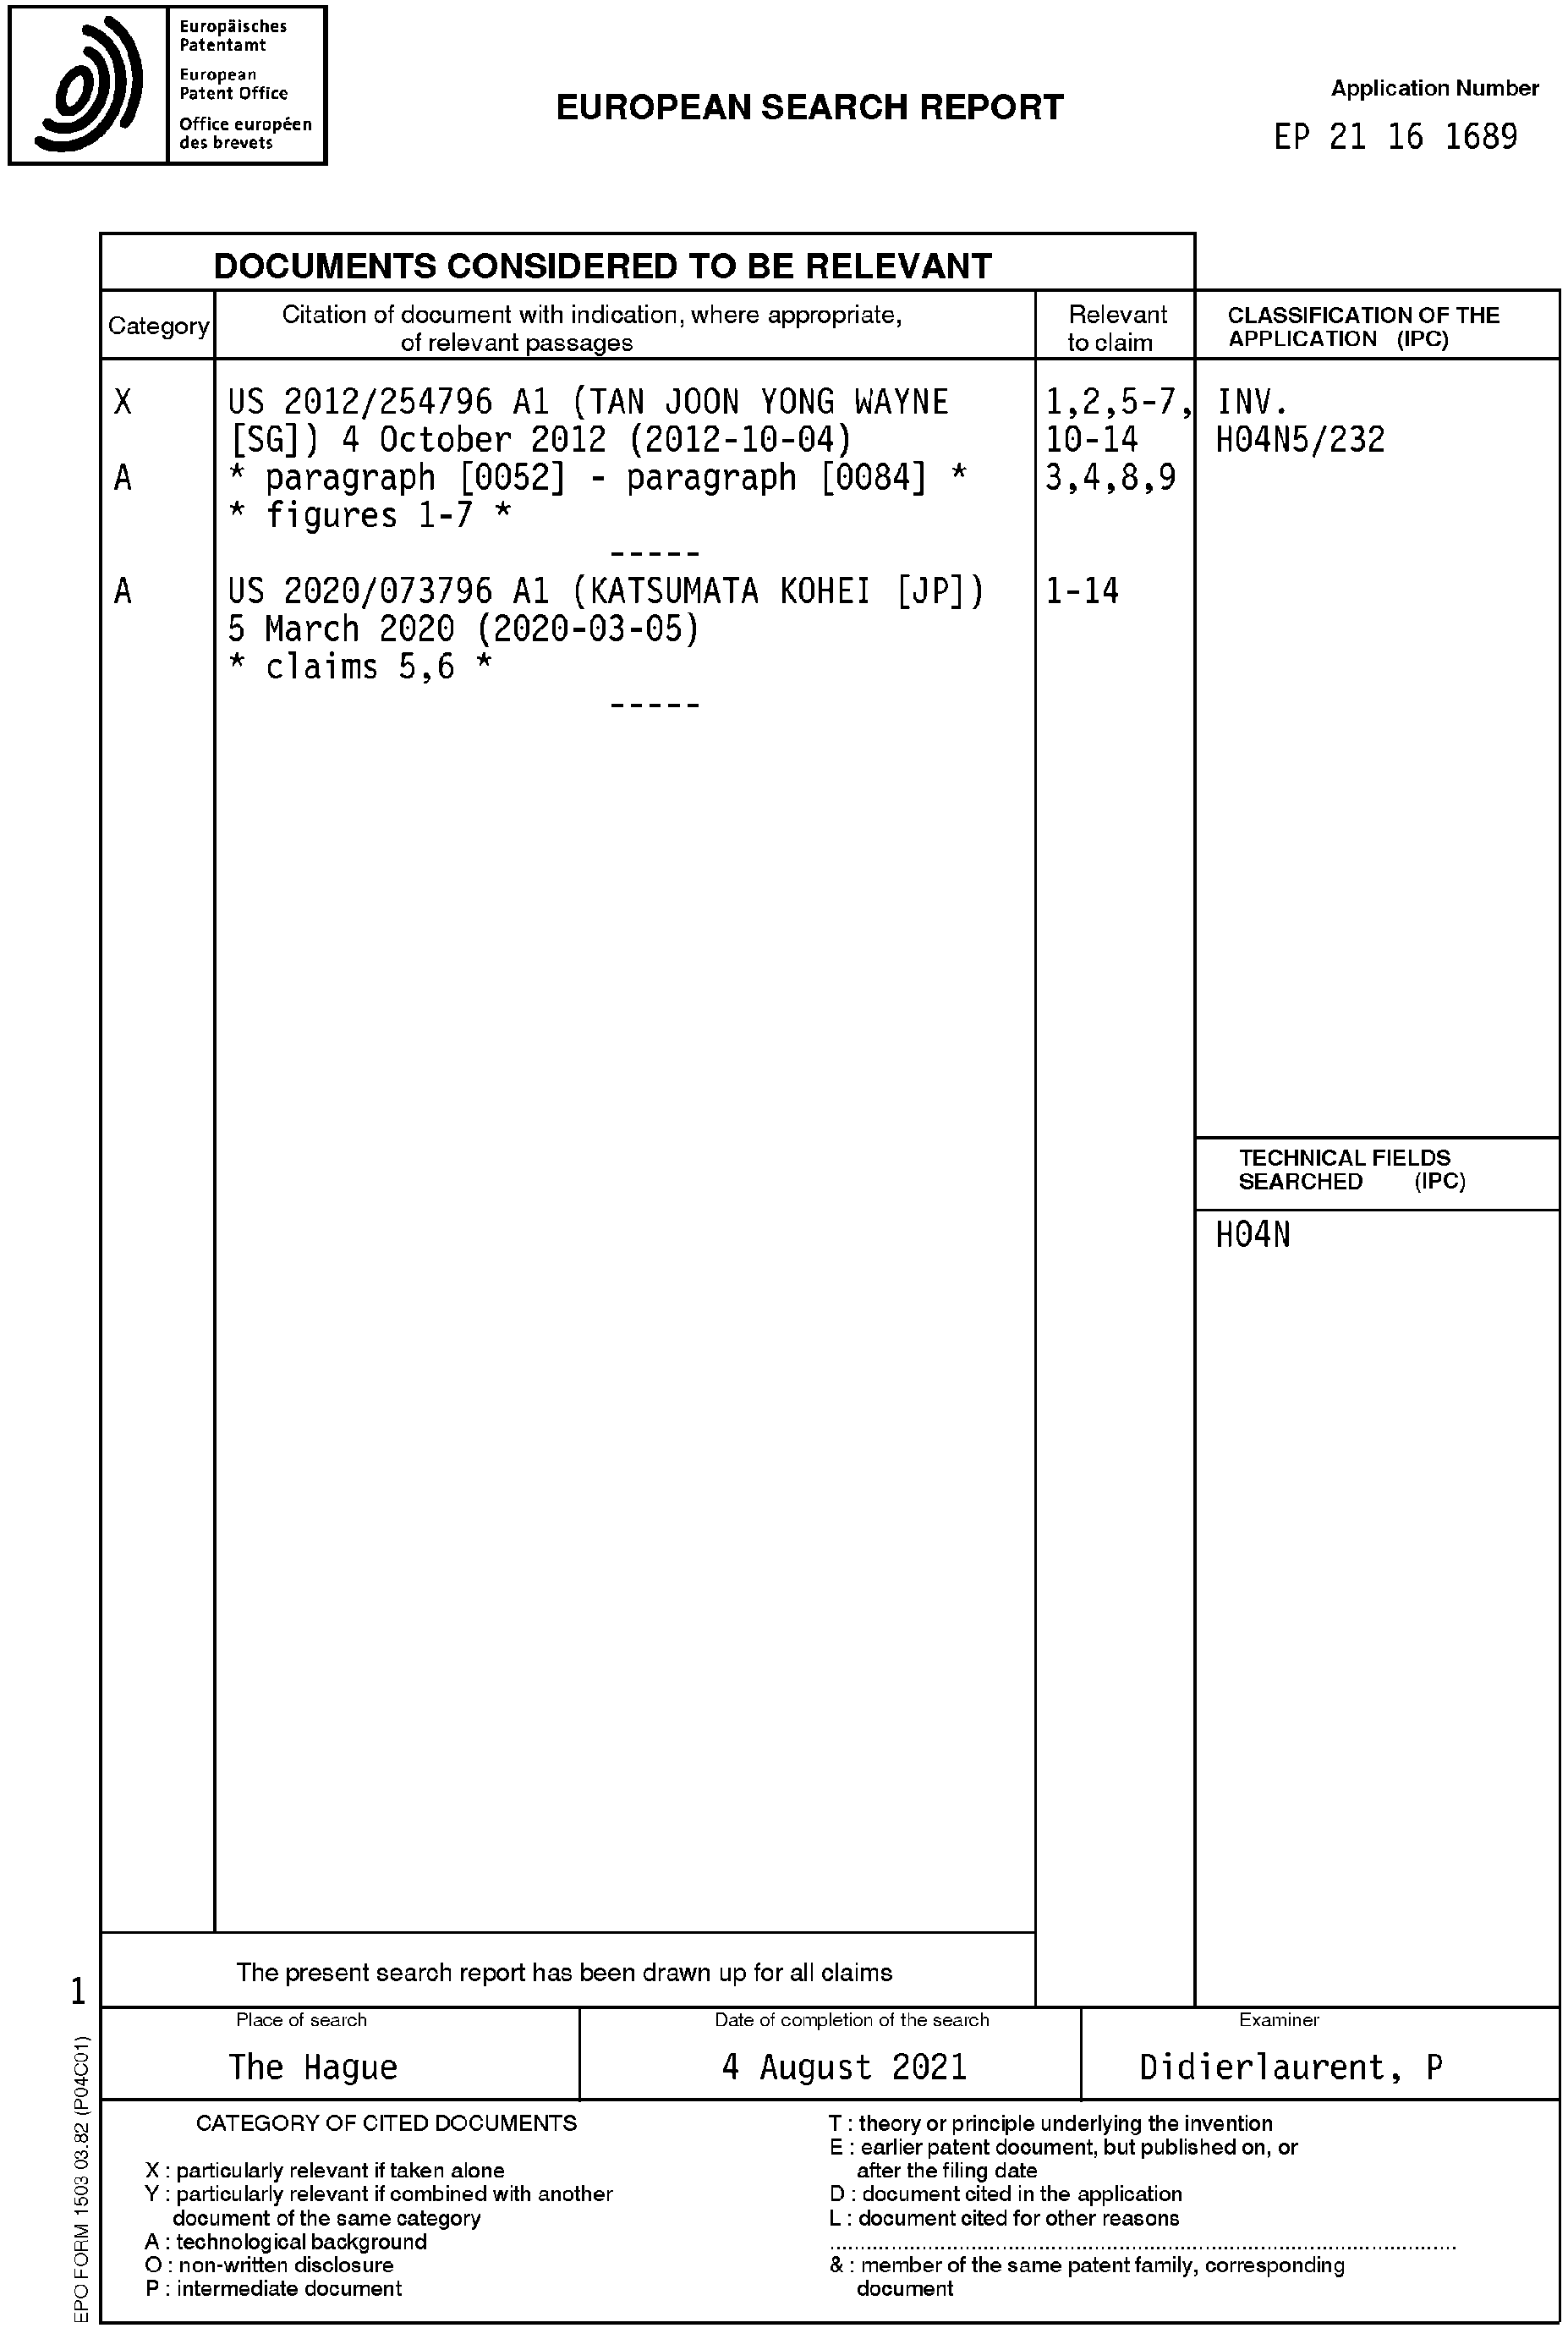 Europäisches
Patentamt
European
Patent Office
Office européen
des brevets
EUROPEAN SEARCH REPORT
Application Number
EP 21 16 1689
DOCUMENTS CONSIDERED TO BE RELEVANT
Category
Citation of document with indication, where appropriate,
of relevant passages
Relevant
to claim
CLASSIFICATION OF THE
APPLICATION (IPC)
X
US 2012/254796 A1 (TAN JOON YONG WAYNE
[SG]) 4 October 2012 (2012-10-04)
A
* paragraph [0052] - paragraph [0084] *
* figures 1-7 *
-----
1,2,5-7,
10-14
3,4,8,9
INV.
H04N5/232
A
US 2020/073796 A1 (KATSUMATA KOHEI [JP])
5 March 2020 (2020-03-05)
* claims 5,6 *
-----
1-14
TECHNICAL FIELDS
SEARCHED (IPC)
H04N
The present search report has been drawn up for all claims
1
Place of search
The Hague
Date of completion of the search
4 August 2021
Examiner
Didierlaurent, P
EPO FORM 1503 03.82 (P04C01)
CATEGORY OF CITED DOCUMENTS
X : particularly relevant if taken alone
Y : particularly relevant if combined with another
document of the same category
A : technological background
O : non-written disclosure
P : intermediate document
T : theory or principle underlying the invention
E : earlier patent document, but published on, or
after the filing date
D : document cited in the application
L : document cited for other reasons
& : member of the same patent family, corresponding
document